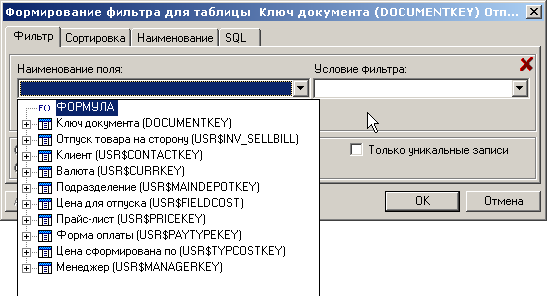 Формирование фильтра для таблицы Ключ документа (DOCUMENTKEY) Отп...
Фильтр Сортировка Наименование SQL
Наименование поля: Условие Фильтра:
F() ФОРМУЛА
Ключ документа (DOCUMENTKEY)
Отпуск товара на сторону (USR$INV_SELLBILL)
Клиент (USR$CONTACTKEY)
Только уникальные записи
Валюта (USR$CURRKEY)
Подразделение (USR$MAINDEPOTKEY)
Цена для отпуска (USR$FIELDCOST)
OK Отмена
Прайс-лист (USR$PRICEKEY)
Форма оплаты (USR$PAYTYPEKEY)
Цена сформирована по (USR$TYPCOSTKEY)
Менеджер (USR$MANAGERKEY)